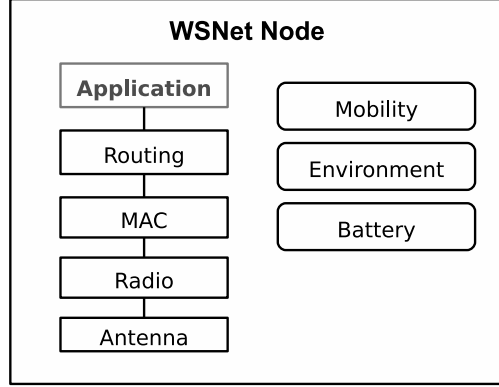 WSNet Node
Application
Routing
MAC
Radio
Antenna
Mobility
Environment
Battery